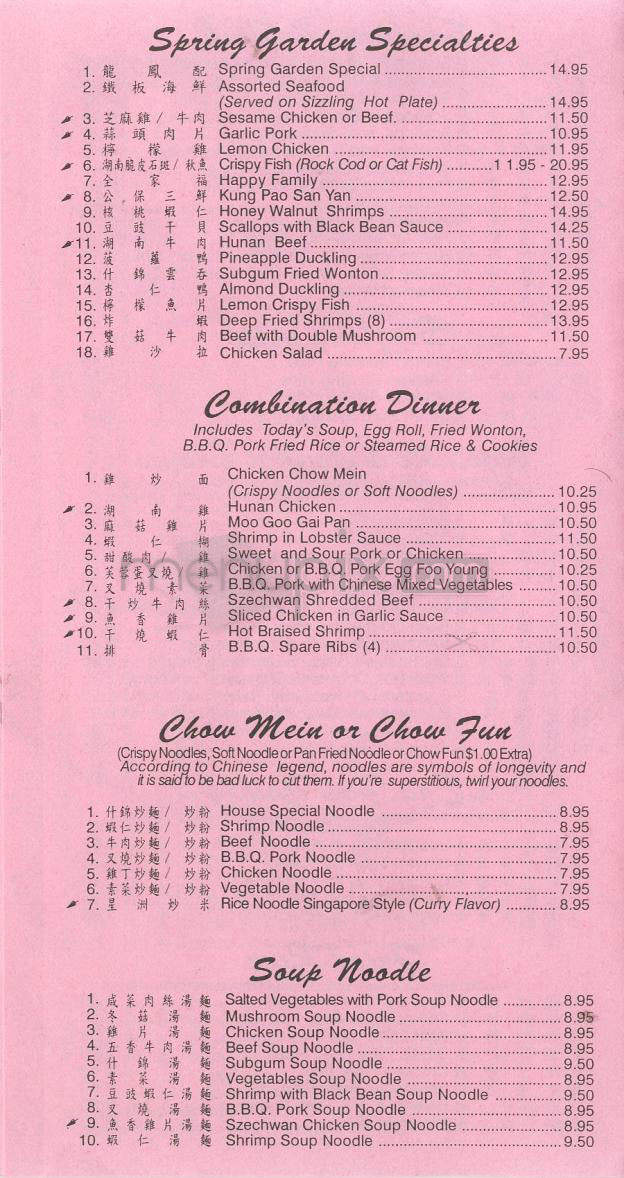 Spring Garden Specialties
1. 龍鳳配 Spring Garden Special 14.95
2. 鐵板海鮮 Assorted Seafood
(Served on Sizzling Hot Plate) 14.95
3. 芝麻雞/牛肉 Sesame Chicken or Beef. 11.50
4. 蒜頭肉片 Garlic Pork 10.95
5. 檸檬雞 Lemon Chicken 11.95
6. 湖南脆皮石斑/秋魚 Crispy Fish (Rock Cod or Cat Fish) 1 1.95 - 20.95
7. 全家福 Happy Family 12.95
8. 公保三鮮 Kung Pao San Yan 12.50
9. 核桃蝦仁 Honey Walnut Shrimps 14.95
10. 豆豉干貝 Scallops with Black Bean Sauce 14.25
11. 湖南牛肉 Hunan Beef 11.50
12. 菠蘿鴨 Pineapple Duckling 12.95
13. 什錦雲吞 Subgum Fried Wonton 12.95
14. 杏仁鴨 Almond Duckling 12.95
15. 檸檬魚片 Lemon Crispy Fish 12.95
16. 炸蝦 Deep Fried Shrimps (8) 13.95
17. 雙菇牛肉 Beef with Double Mushroom 11.50
18. 雞沙拉 Chicken Salad 7.95
Combination Dinner
Includes Today's Soup, Egg Roll, Fried Wonton,
B.B.Q. Pork Fried Rice or Steamed Rice & Cookies
1. 雞炒面 Chicken Chow Mein
(Crispy Noodles or Soft Noodles) 10.25
2. 湖南雞 Hunan Chicken 10.95
3. 麻菇雞片 Moo Goo Gai Pan 10.50
4. 蝦仁糊 Shrimp in Lobster Sauce 11.50
5. 甜酸肉/雞 Sweet and Sour Pork or Chicken 10.50
6. 芙蓉蛋叉燒/雞 Chicken or B.B.Q. Pork Egg Foo Young 10.25
7. 叉燒素菜 B.B.Q. Pork with Chinese Mixed Vegetables 10.50
8. 干炒牛肉絲 Szechwan Shredded Beef 10.50
9. 魚香雞片 Sliced Chicken in Garlic Sauce 10.50
10. 干燒蝦仁 Hot Braised Shrimp 11.50
11. 排骨 B.B.Q. Spare Ribs (4) 10.50
Chow Mein or Chow Fun
(Crispy Noodles, Soft Noodle or Pan Fried Noodle or Chow Fun $1.00 Extra)
According to Chinese legend, noodles are symbols of longevity and
it is said to be bad luck to cut them. If you're superstitious, twirl your noodles.
1. 什錦炒麵/炒粉 House Special Noodle 8.95
2. 蝦仁炒麵/炒粉 Shrimp Noodle 8.95
3. 牛肉炒麵/炒粉 Beef Noodle 7.95
4. 叉燒炒麵/炒粉 B.B.Q. Pork Noodle 7.95
5. 雞丁炒麵/炒粉 Chicken Noodle 7.95
6. 素菜炒麵/炒粉 Vegetable Noodle 7.95
7. 星洲炒米 Rice Noodle Singapore Style (Curry Flavor) 8.95
Soup Noodle
1. 咸菜肉絲湯麵 Salted Vegetables with Pork Soup Noodle 8.95
2. 冬菇湯麵 Mushroom Soup Noodle 8.95
3. 雞片湯麵 Chicken Soup Noodle 8.95
4. 五香牛肉湯麵 Beef Soup Noodle 8.95
5. 什錦湯麵 Subgum Soup Noodle 9.50
6. 素菜湯麵 Vegetables Soup Noodle 8.95
7. 豆豉蝦仁湯麵 Shrimp with Black Bean Soup Noodle 9.50
8. 叉燒湯麵 B.B.Q. Pork Soup Noodle 8.95
9. 魚香雞片湯麵 Szechwan Chicken Soup Noodle 8.95
10. 蝦仁湯麵 Shrimp Soup Noodle 9.50